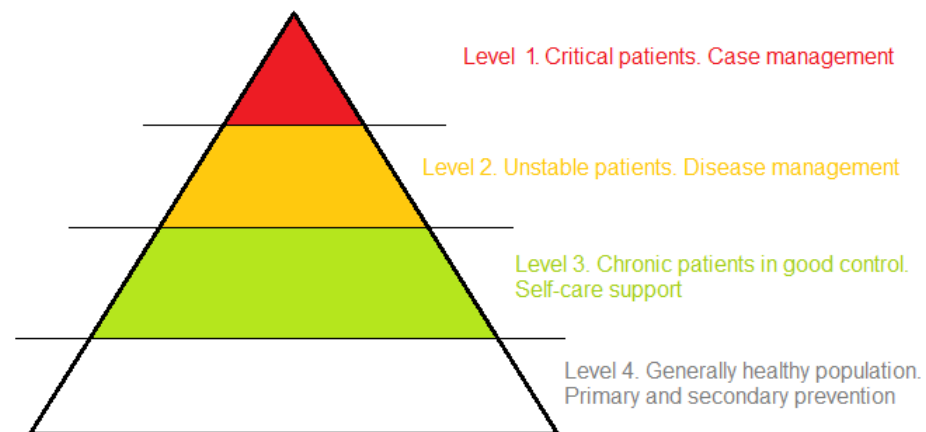 Level 1. Critical patients. Case management
Level 2. Unstable patients. Disease management
Level 3. Chronic patients in good control.
Self-care support
Level 4. Generally healthy population.
Primary and secondary prevention